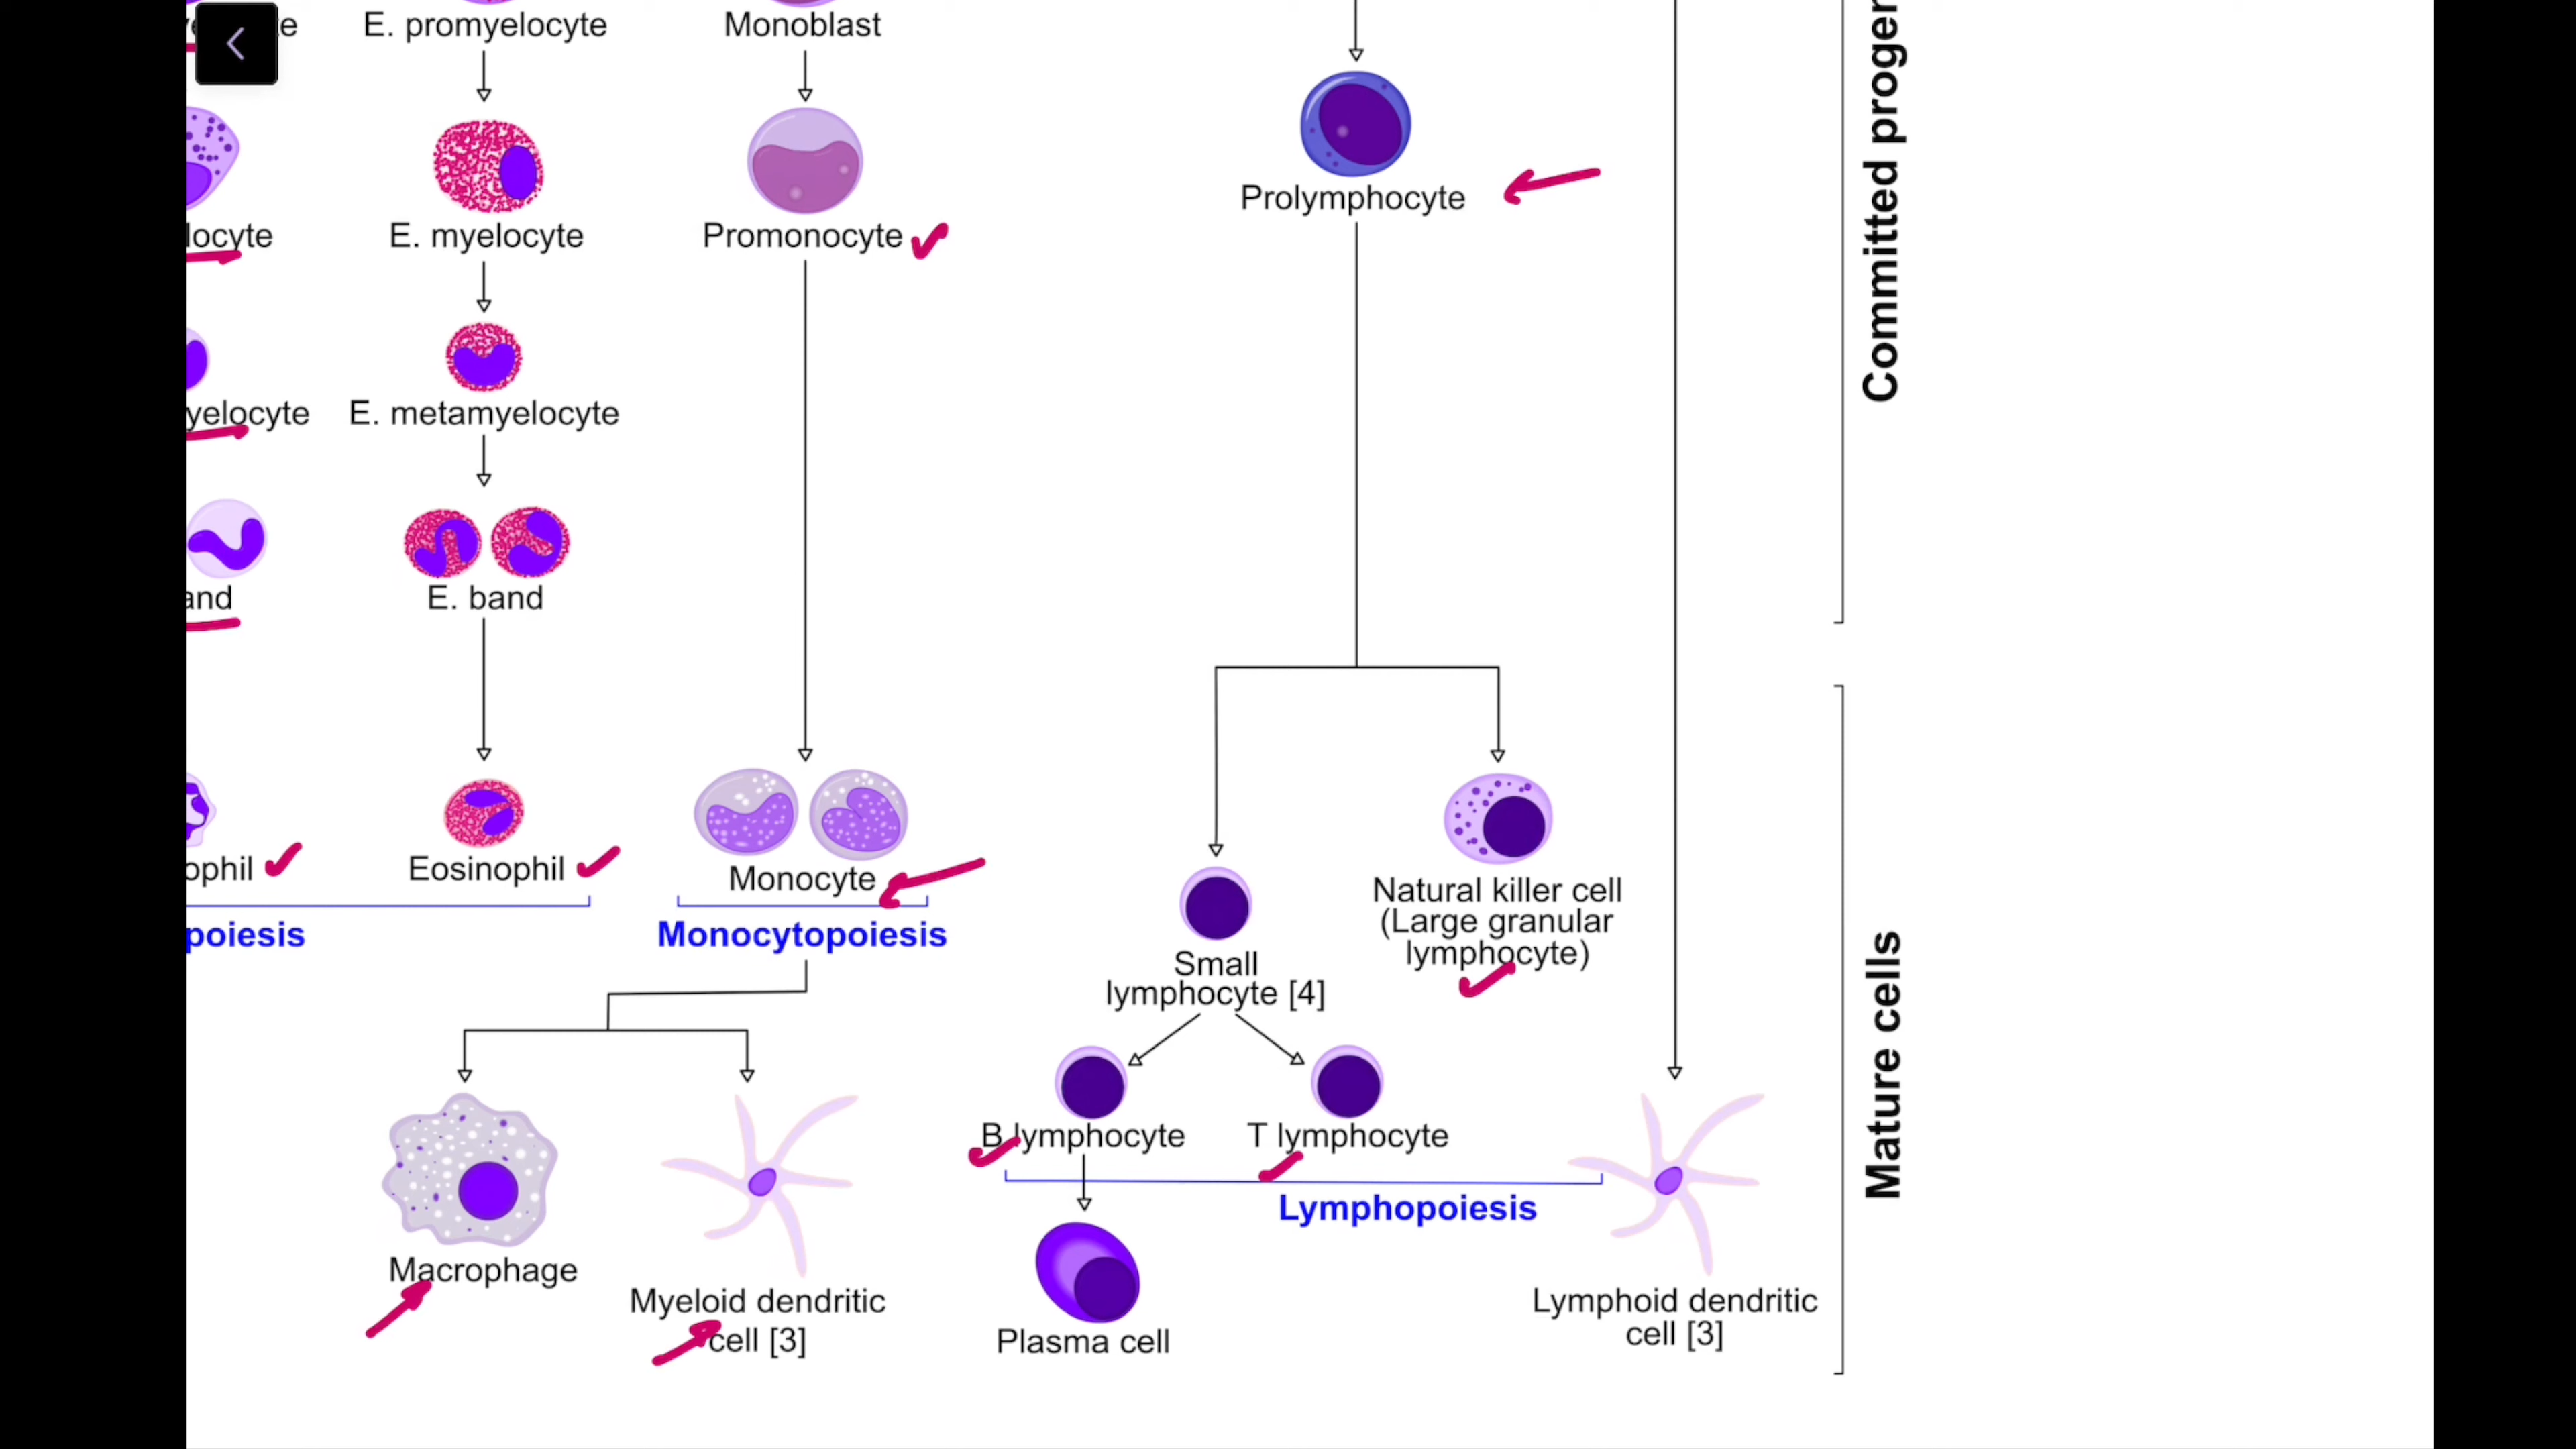 E. promyelocyte
Monoblast
Prolymphocyte
E. myelocyte
Promonocyte
E. metamyelocyte
E. band
Eosinophil
Monocyte
Monocytopoiesis
Natural killer cell
(Large granular
lymphocyte)
Small
lymphocyte [4]
B lymphocyte
T lymphocyte
Lymphopoiesis
Macrophage
Myeloid dendritic
cell [3]
Plasma cell
Lymphoid dendritic
cell [3]
Committed progen
Mature cells
locyte
yelocyte
and
ophil
poiesis